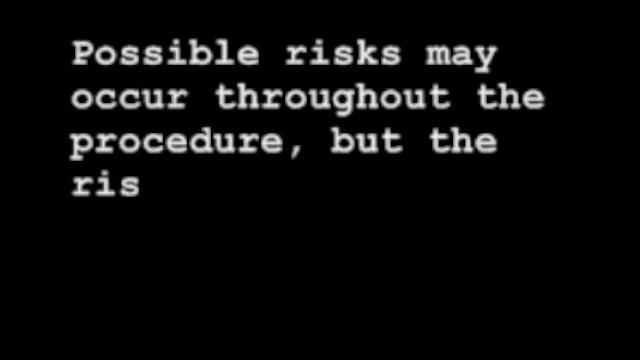 Possible risks may
occur throughout the
procedure, but the
ris